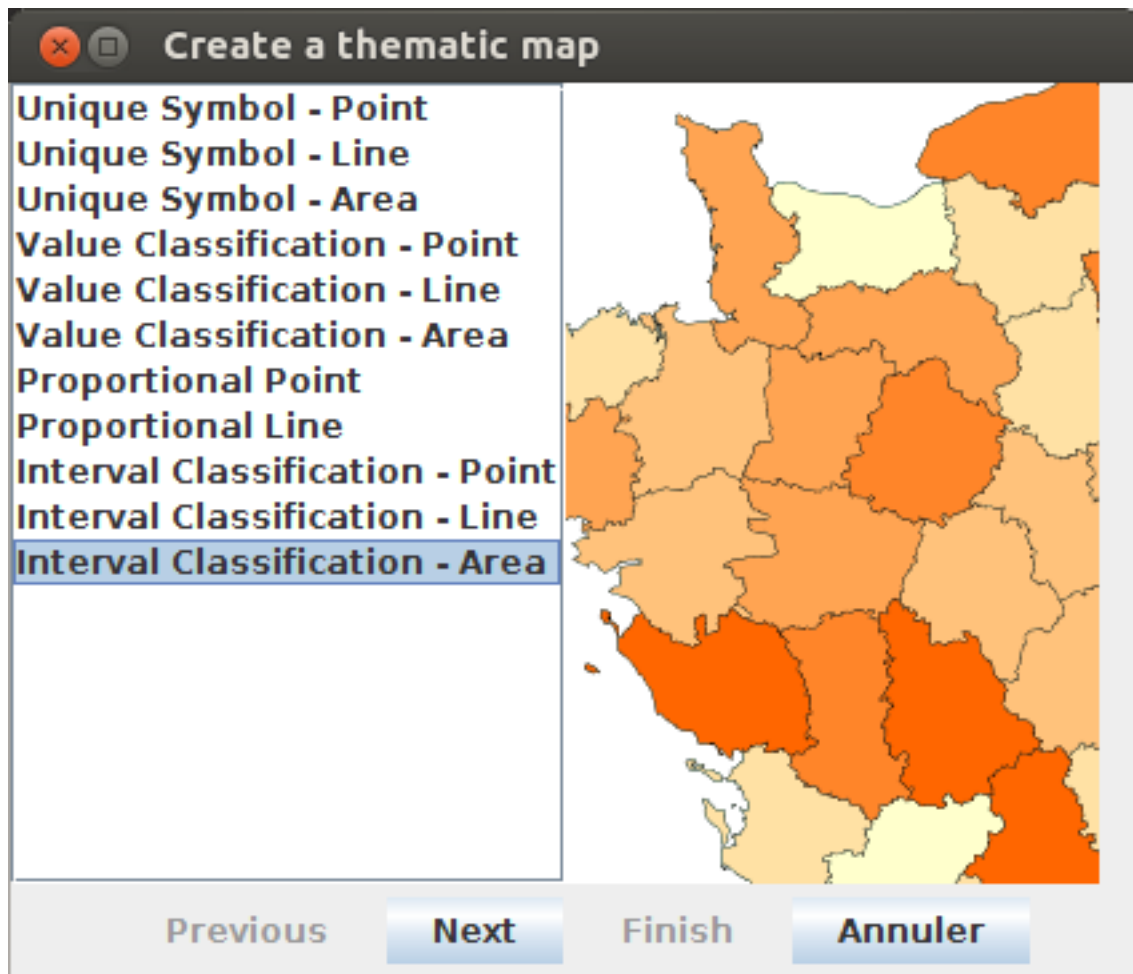 Create a thematic map
Unique Symbol - Point
Unique Symbol - Line
Unique Symbol - Area
Value Classification - Point
Value Classification - Line
Value Classification - Area
Proportional Point
Proportional Line
Interval Classification - Point
Interval Classification - Line
Interval Classification - Area
Previous Next Finish Annuler